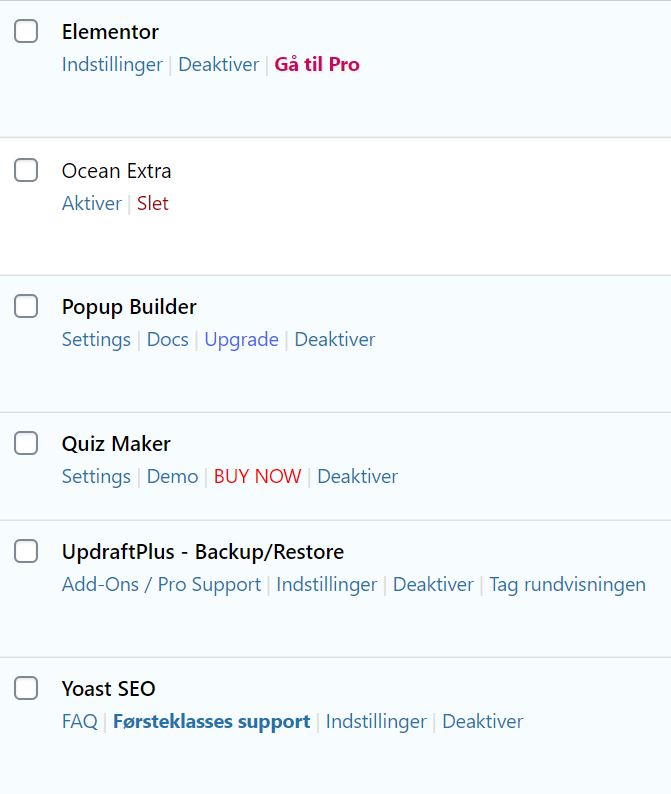 Elementor
Indstillinger | Deaktiver | Gå til Pro
Ocean Extra
Aktiver | Slet
Popup Builder
Settings | Docs | Upgrade | Deaktiver
Quiz Maker
Settings | Demo | BUY NOW | Deaktiver
UpdraftPlus - Backup/Restore
Add-Ons / Pro Support | Indstillinger | Deaktiver | Tag rundvisningen
Yoast SEO
FAQ | Førsteklasses support | Indstillinger | Deaktiver